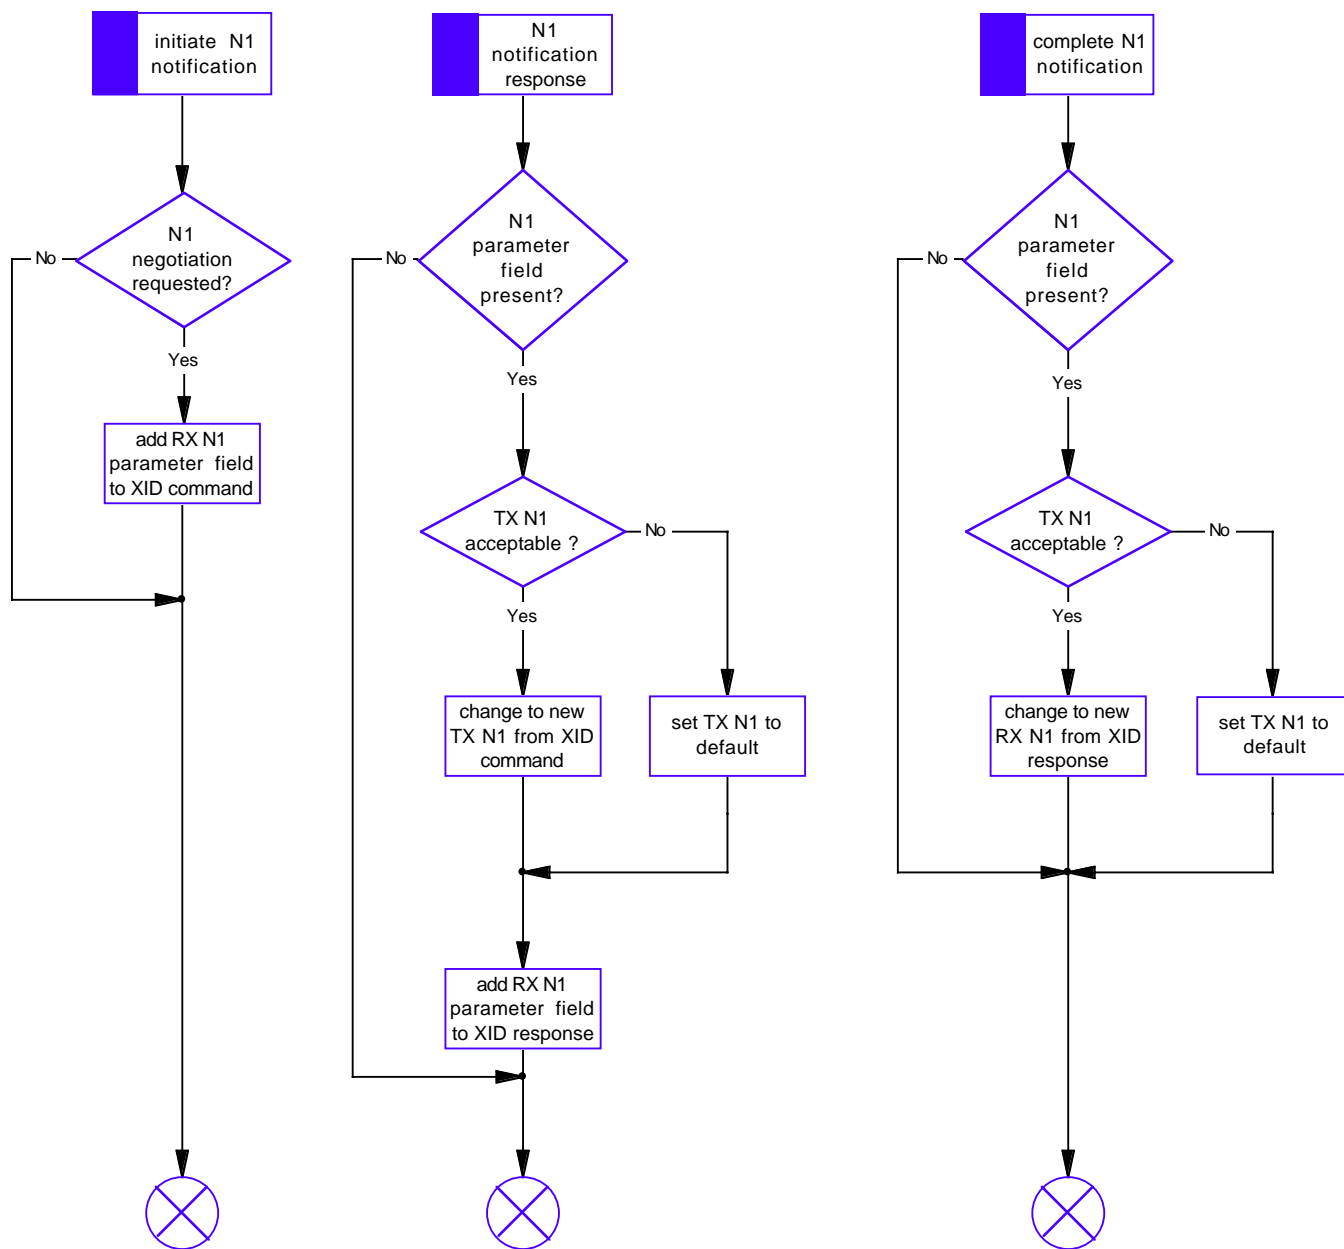 initiate N1
notification
N1
negotiation
requested?
No
Yes
add RX N1
parameter field
to XID command
N1
notification
response
N1
parameter
field
present?
No
Yes
TX N1
acceptable ?
No
Yes
change to new
TX N1 from XID
command
set TX N1 to
default
add RX N1
parameter field
to XID response
complete N1
notification
N1
parameter
field
present?
No
Yes
TX N1
acceptable ?
No
Yes
change to new
RX N1 from XID
response
set TX N1 to
default